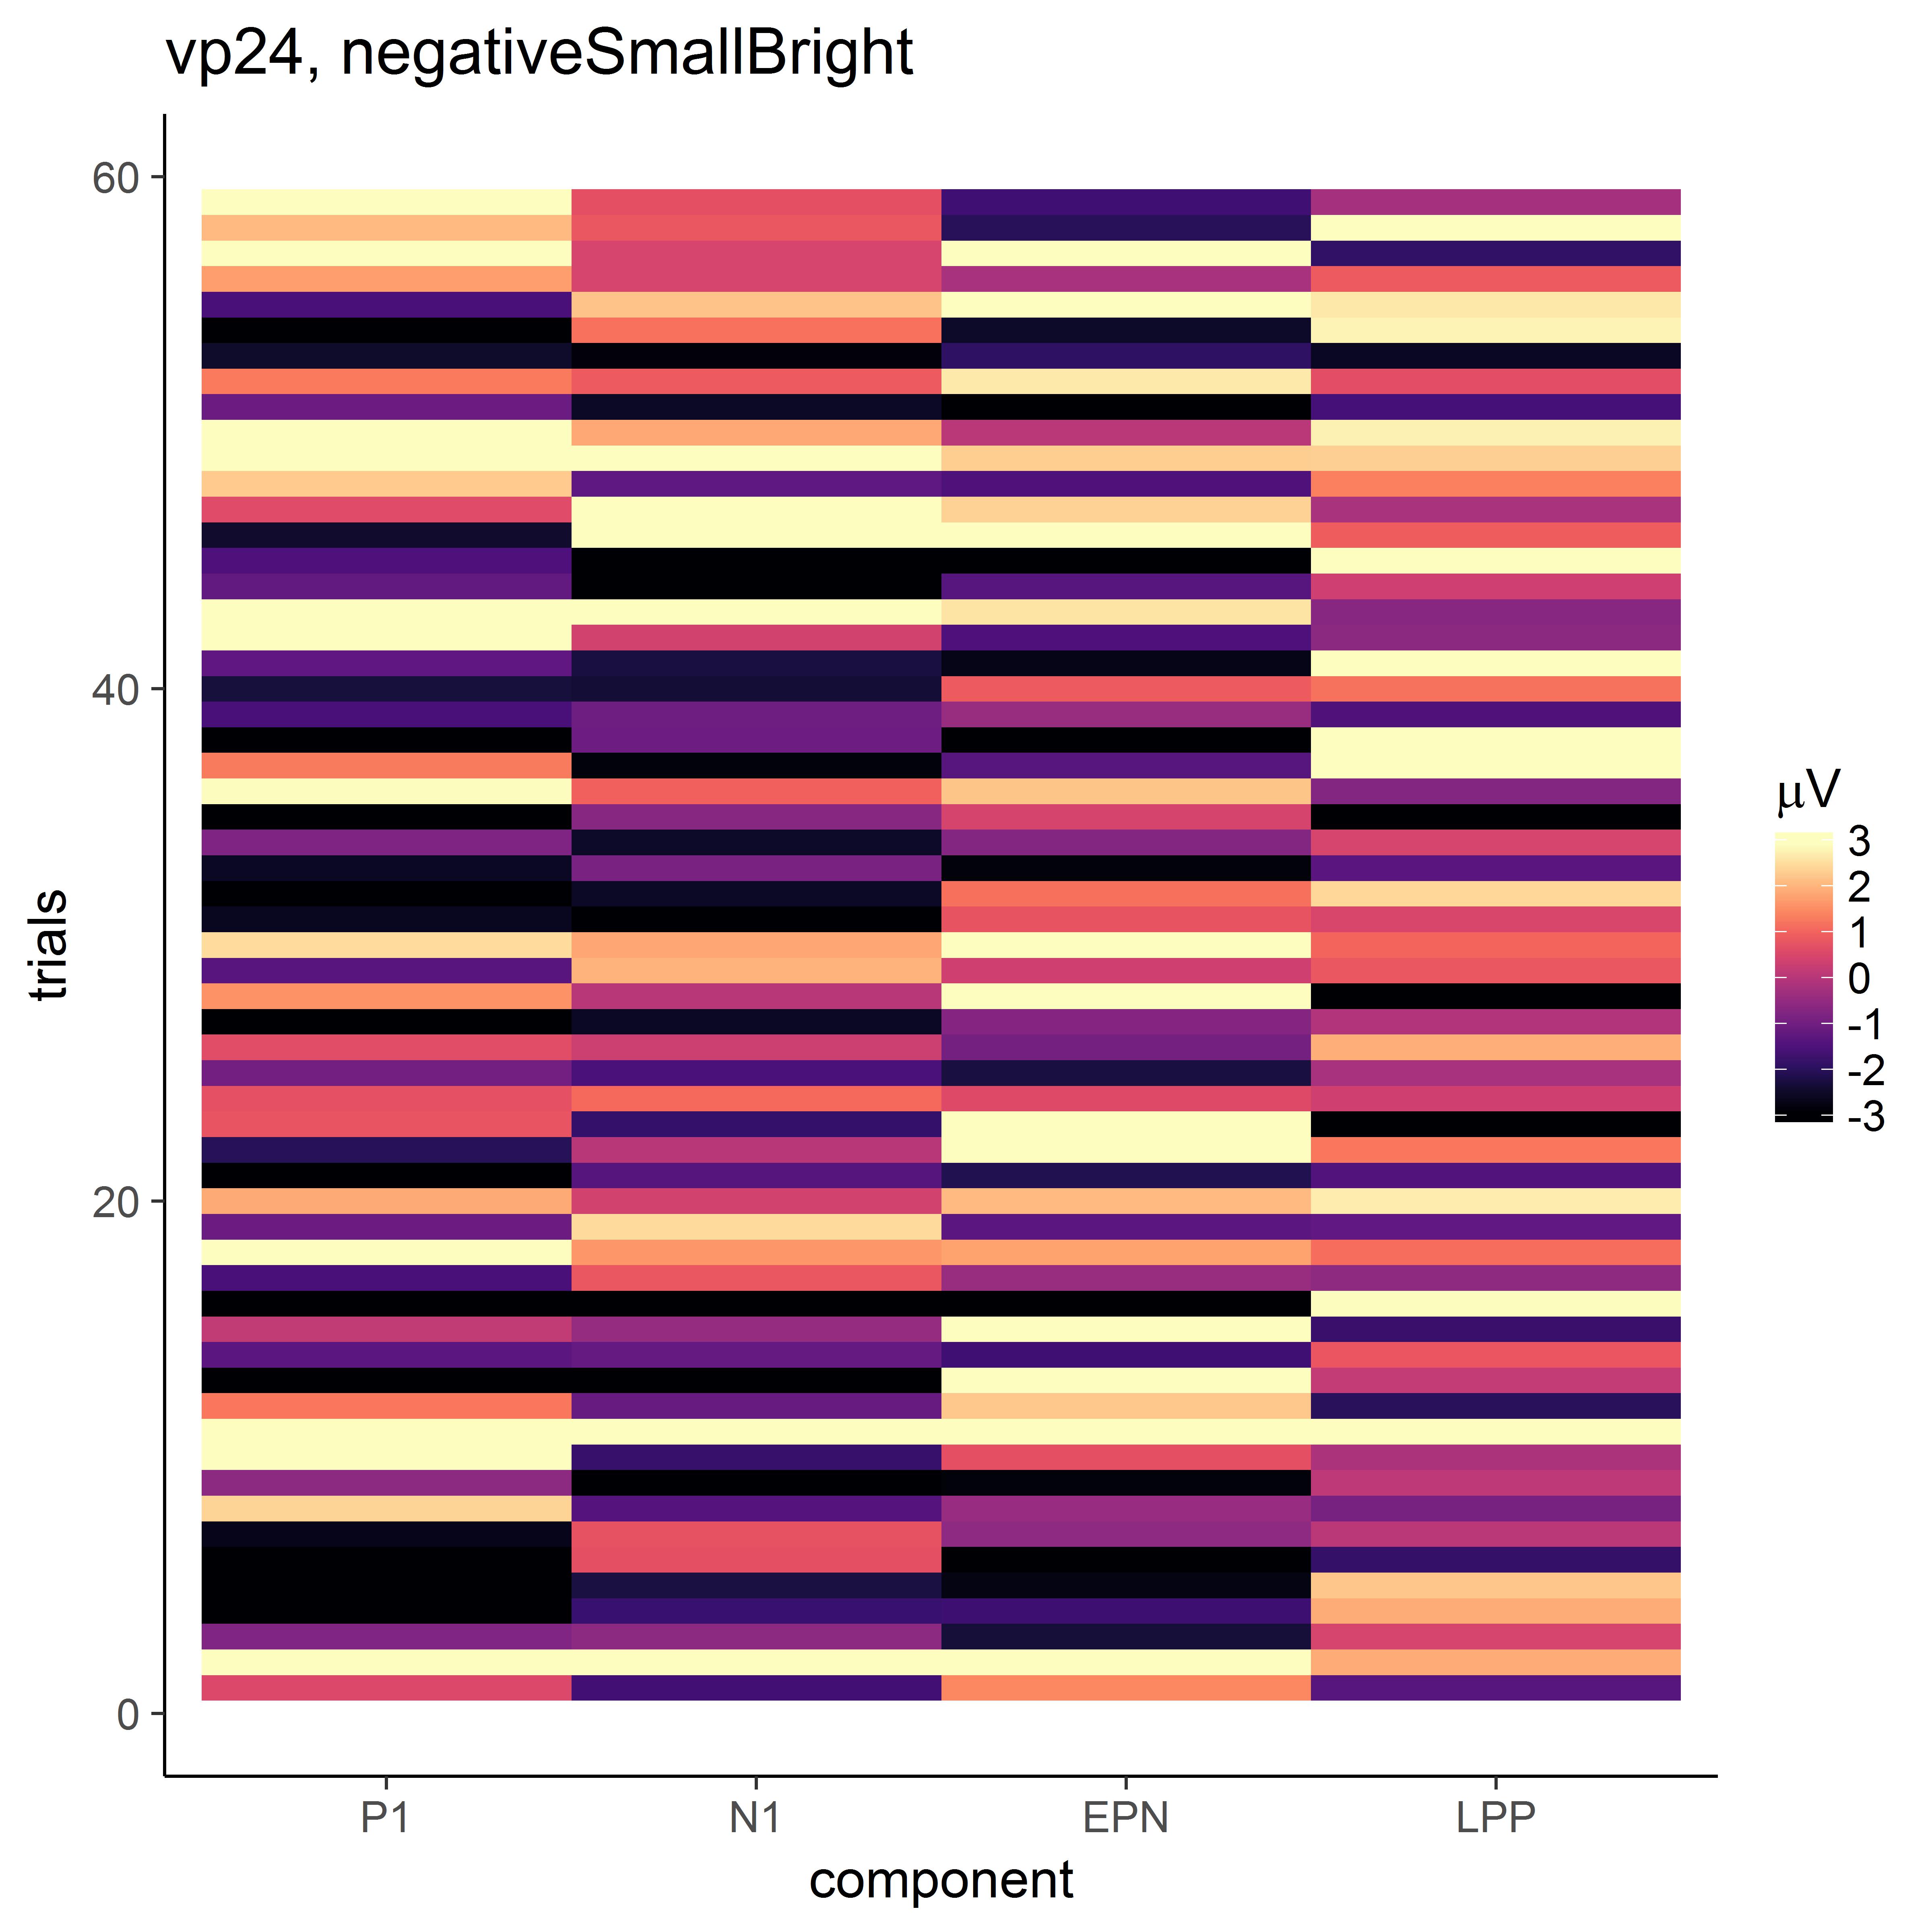 vp24, negativeSmallBright
60
40
20
0
trials
P1 N1 EPN LPP
component
μV
3
2
1
0
-1
-2
-3